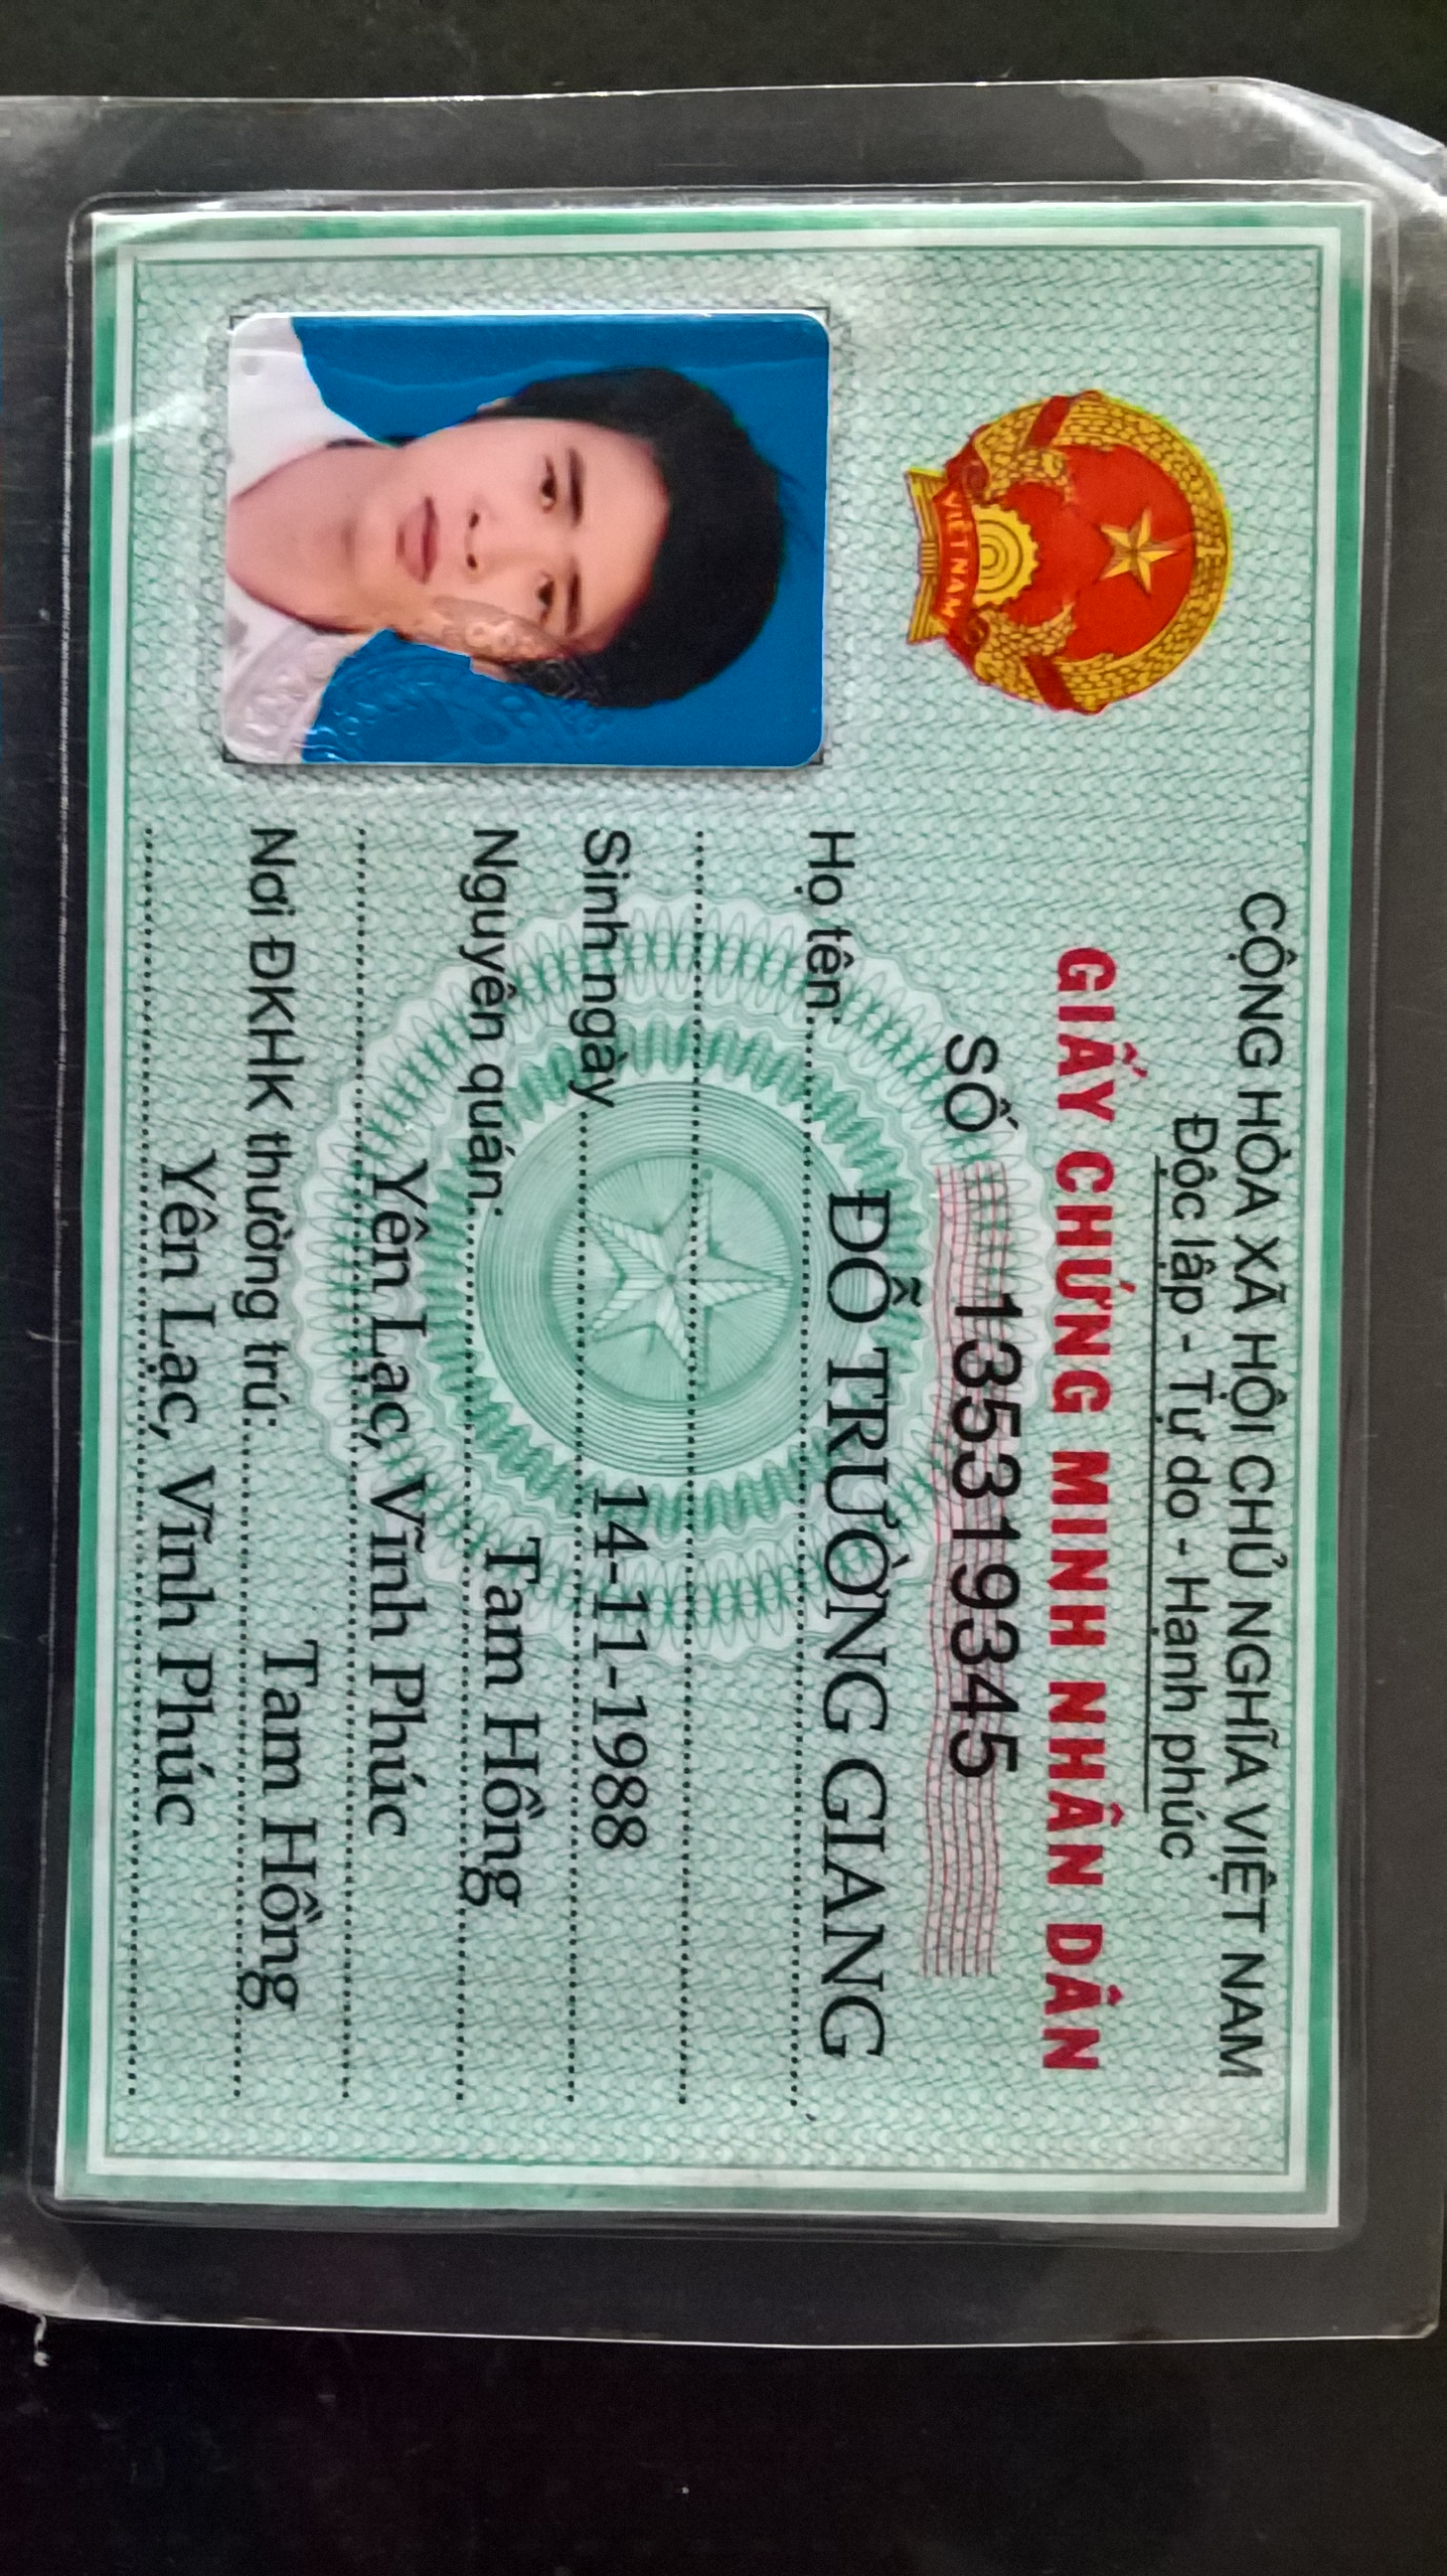 CỘNG HÒA XÃ HỘI CHỦ NGHĨA VIỆT NAM
Độc lập - Tự do - Hạnh phúc
GIẤY CHỨNG MINH NHÂN DÂN
SỐ 135319345
Họ tên: ĐỖ TRƯỜNG GIANG
Sinh ngày 14-11-1988
Nguyên quán: Tam Hồng
Yên Lạc, Vĩnh Phúc
Nơi ĐKHK thường trú: Tam Hồng
Yên Lạc, Vĩnh Phúc
VIỆT NAM